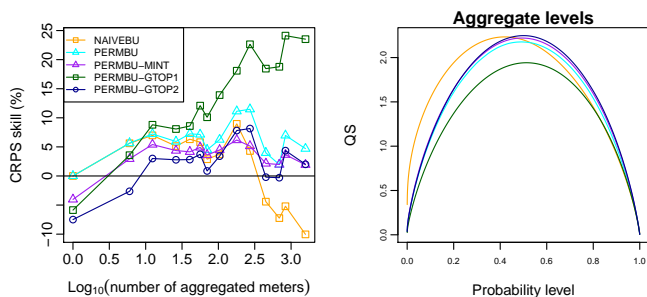 NAIVEBU
PERMBU
PERMBU−MINT
PERMBU−GTOP1
PERMBU−GTOP2
CRPS skill (%)
25
20
15
10
5
0
−10
0.0 0.5 1.0 1.5 2.0 2.5 3.0
Log10(number of aggregated meters)
Aggregate levels
QS
2.0
1.5
1.0
0.5
0.0
0.0 0.2 0.4 0.6 0.8 1.0
Probability level